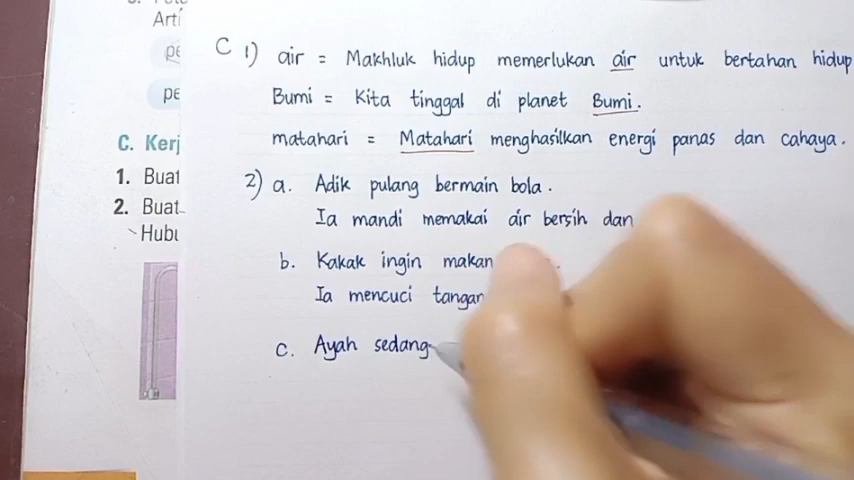 Arti
pe
pe
C. Kerj
1. Buat
2. Buat
Hubu
C 1) air = Makhluk hidup memerlukan air untuk bertahan hidup
Bumi = Kita tinggal di planet Bumi.
matahari = Matahari menghasilkan energi panas dan cahaya.
2) a. Adik pulang bermain bola.
Ia mandi memakai air bersih dan
b. Kakak ingin makan
Ia mencuci tangan
c. Ayah sedang